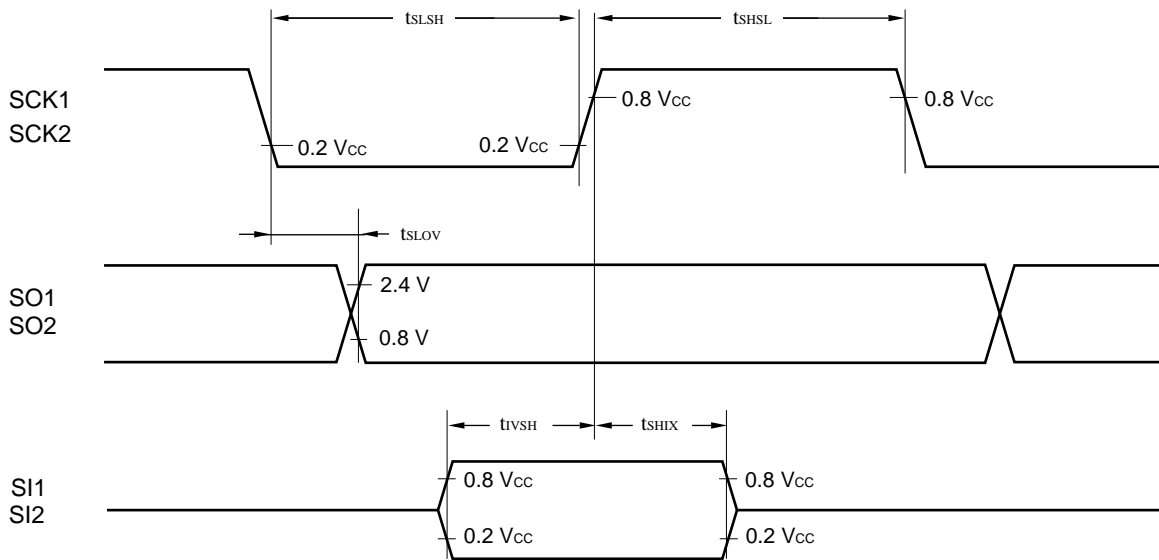 tSLSH tSHSL
SCK1
SCK2
0.8 VCC 0.8 VCC
0.2 VCC 0.2 VCC
tSLOV
SO1
SO2
2.4 V
0.8 V
tIVSH tSHIX
SI1
SI2
0.8 VCC 0.8 VCC
0.2 VCC 0.2 VCC